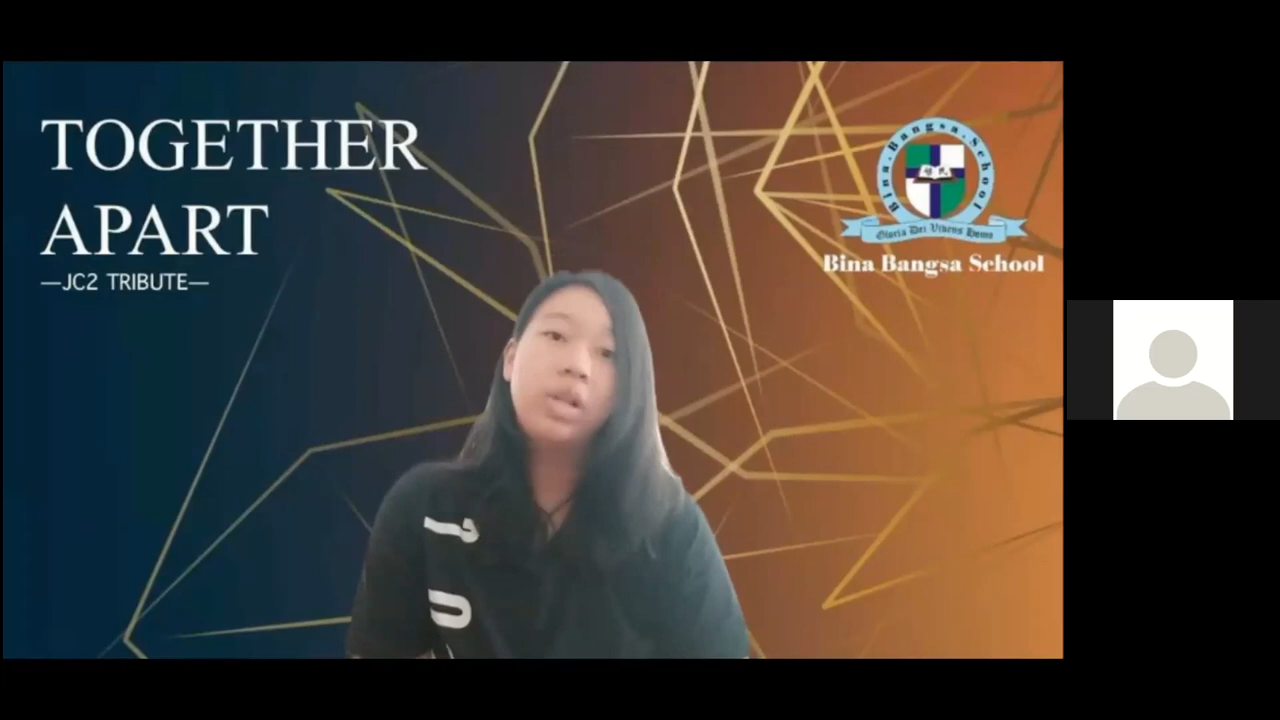 TOGETHER
APART
—JC2 TRIBUTE—
Bina·Bangsa·School
Gloria Dei Vivens Homo
Bina Bangsa School